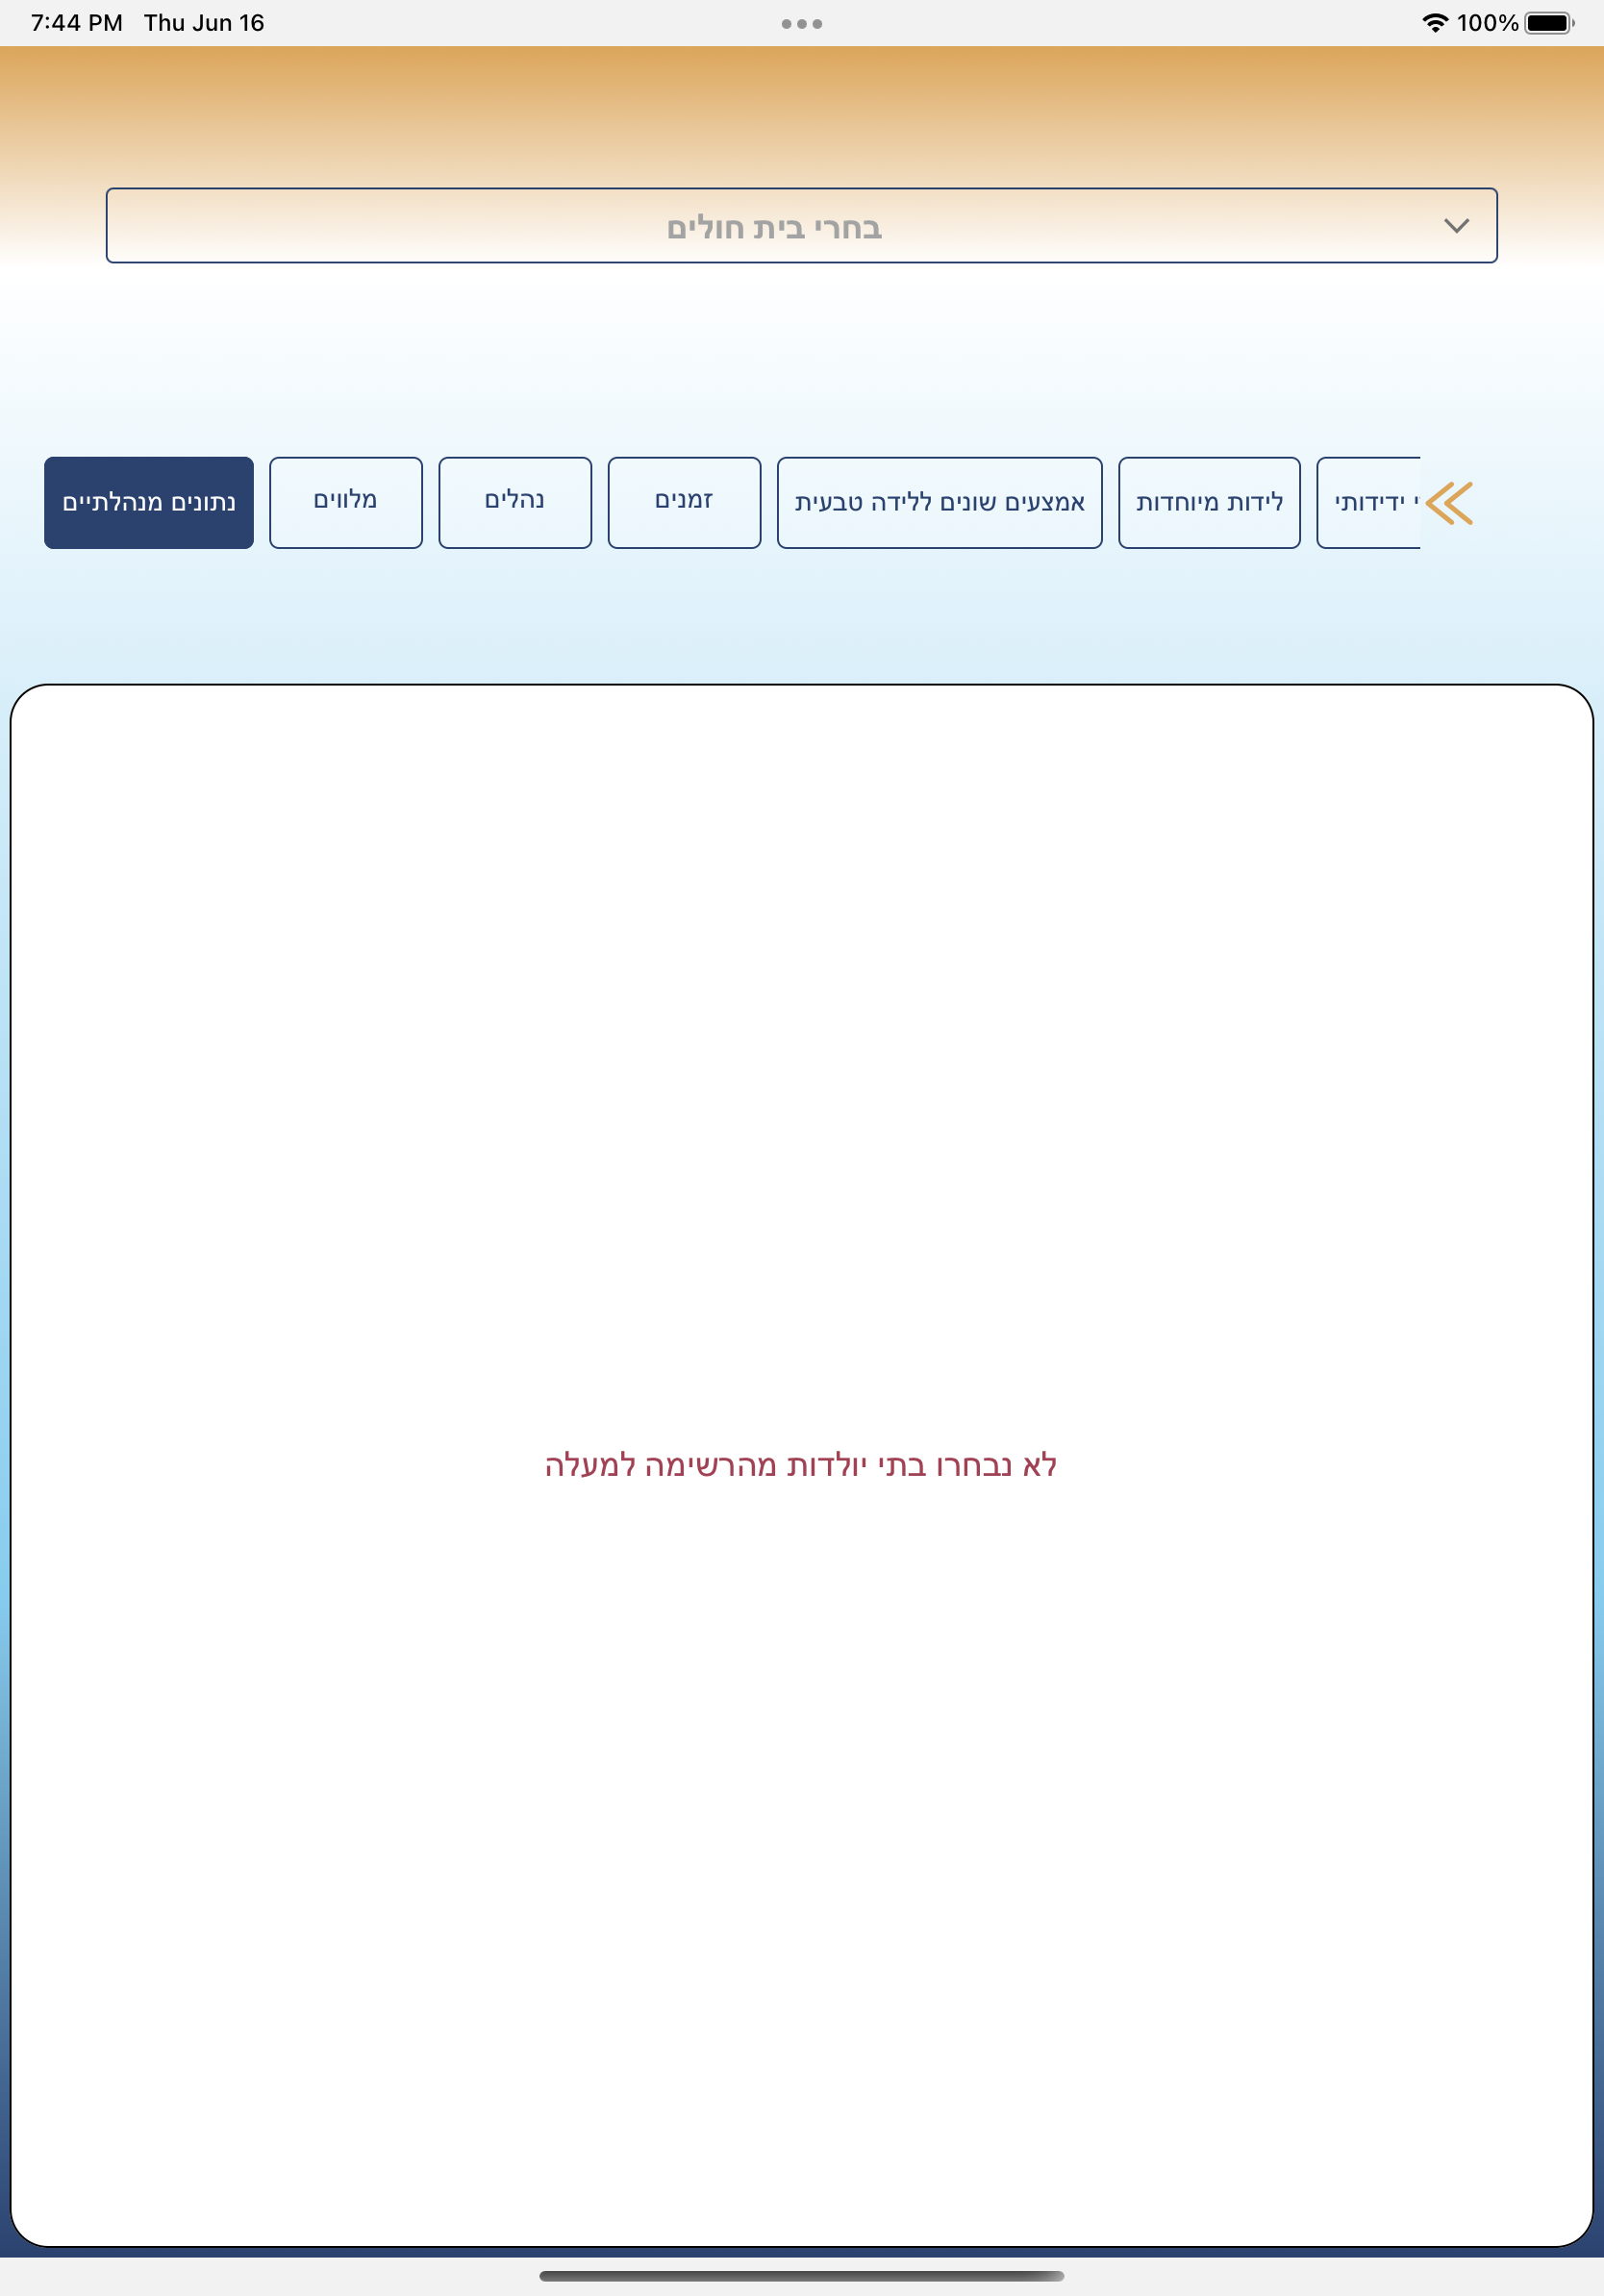 7:44 PM Thu Jun 16 100%
בחרי בית חולים
נתונים מנהלתיים
מלווים
נהלים
זמנים
אמצעים שונים ללידה טבעית
לידות מיוחדות
ידידותי
לא נבחרו בתי יולדות מהרשימה למעלה